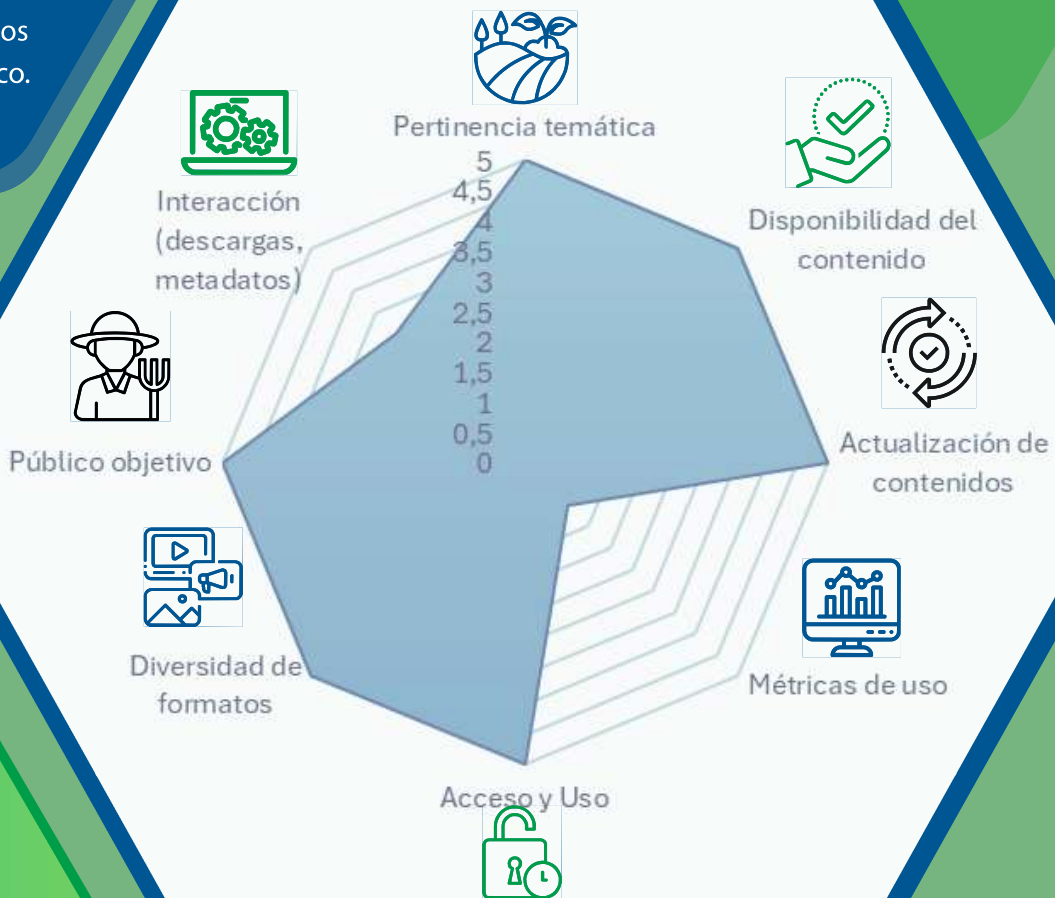 os
co.
Pertinencia temática
Interacción
(descargas,
metadatos)
Disponibilidad del
contenido
5
4,5
4
3,5
3
2,5
2
1,5
1
0,5
0
Público objetivo
Actualización de
contenidos
Diversidad de
formatos
Métricas de uso
Acceso y Uso